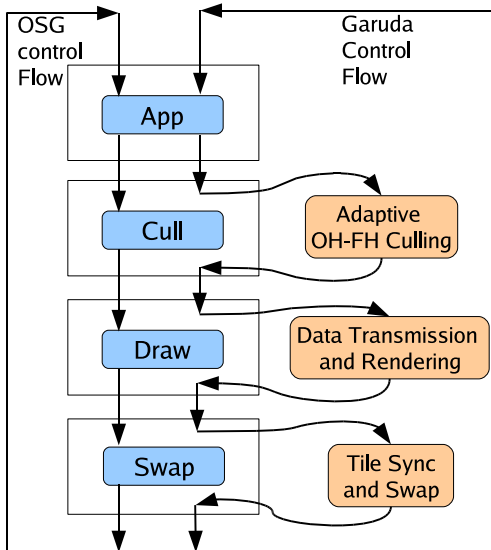 OSG
control
Flow
Garuda
Control
Flow
App
Cull
Adaptive
OH-FH Culling
Draw
Data Transmission
and Rendering
Swap
Tile Sync
and Swap